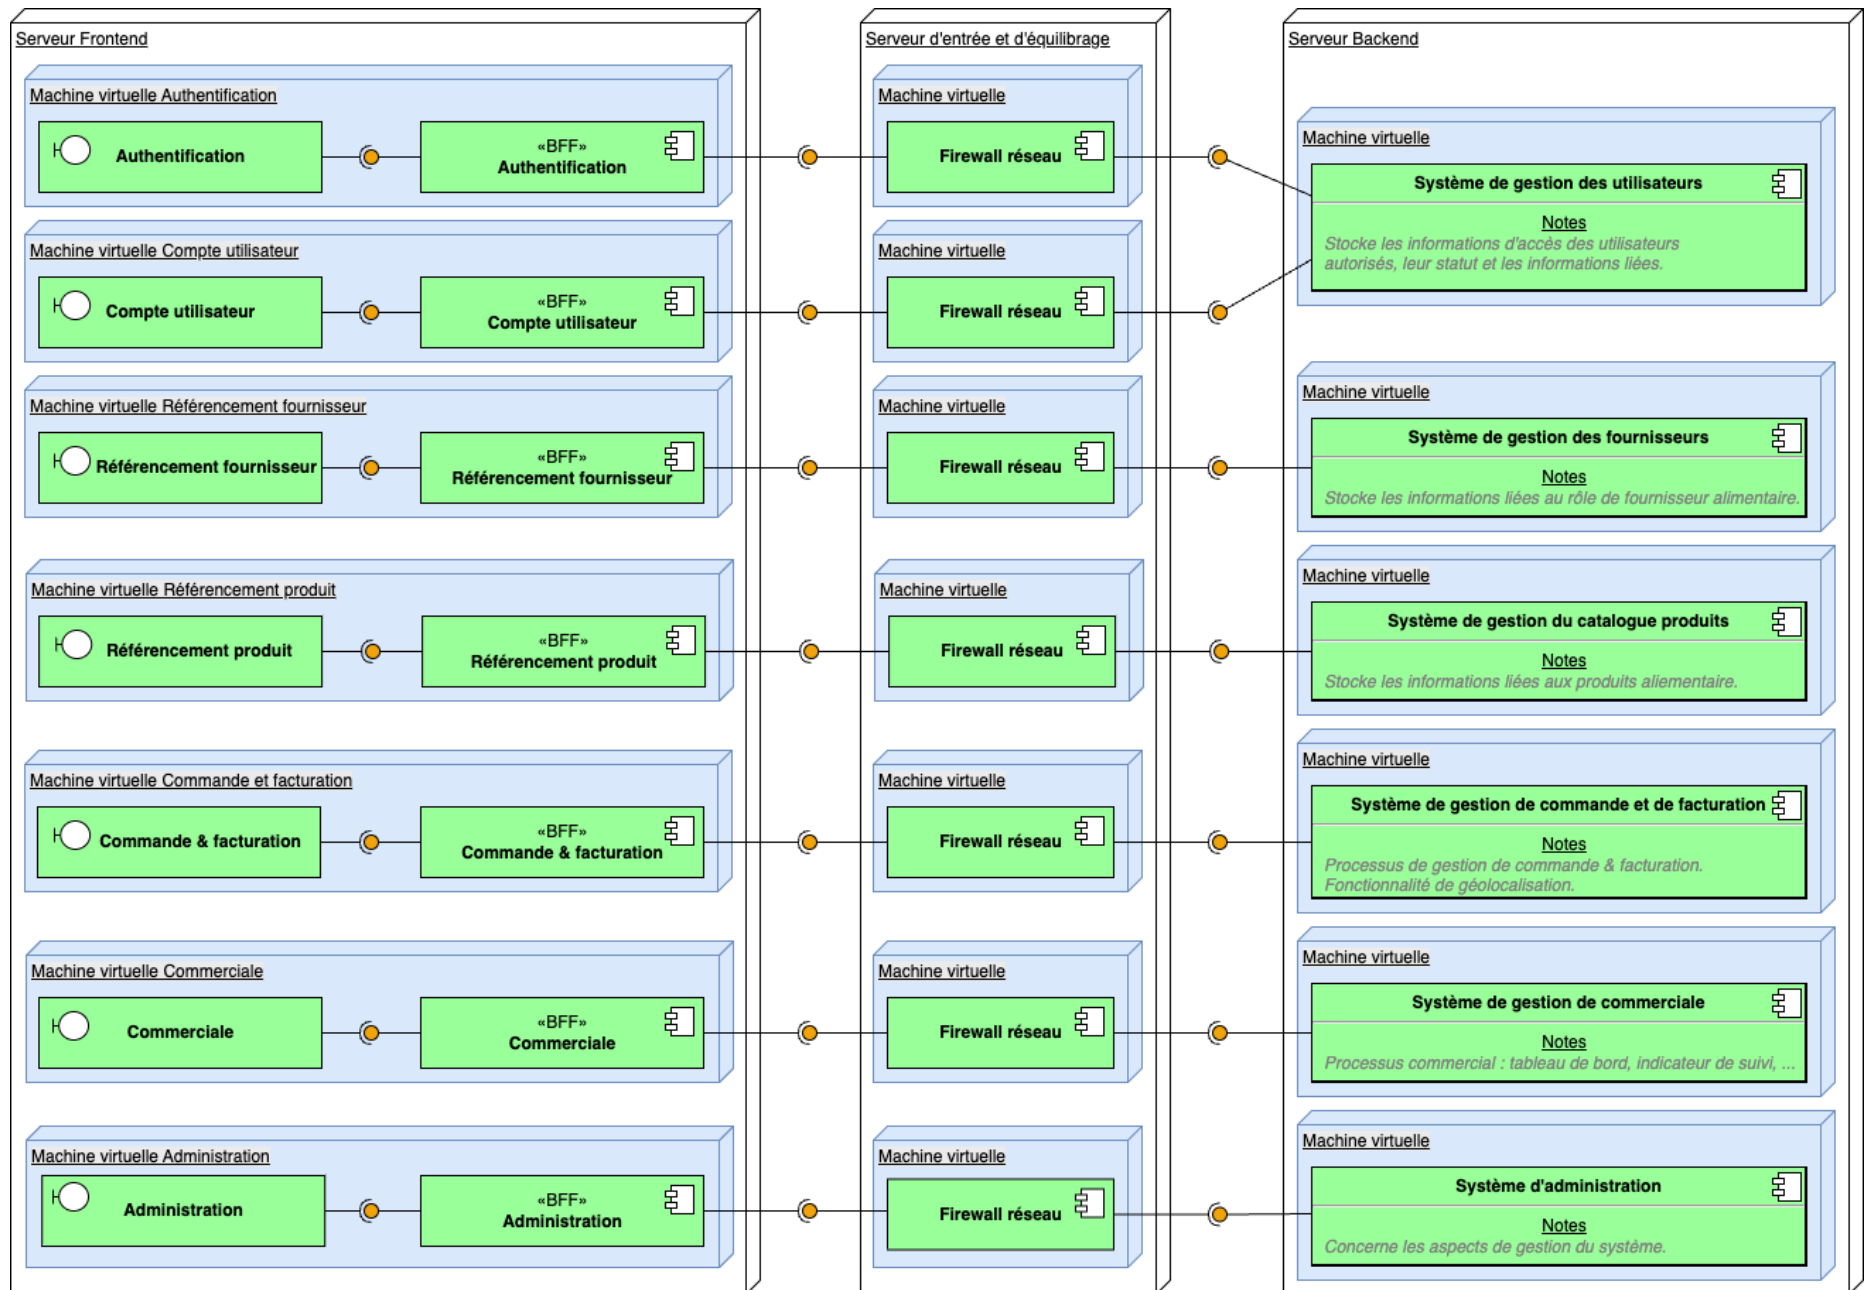 Serveur Frontend
Machine virtuelle Authentification
Authentification
«BFF»
Authentification
Machine virtuelle Compte utilisateur
Compte utilisateur
«BFF»
Compte utilisateur
Machine virtuelle Référencement fournisseur
Référencement fournisseur
«BFF»
Référencement fournisseur
Machine virtuelle Référencement produit
Référencement produit
«BFF»
Référencement produit
Machine virtuelle Commande et facturation
Commande & facturation
«BFF»
Commande & facturation
Machine virtuelle Commerciale
Commerciale
«BFF»
Commerciale
Machine virtuelle Administration
Administration
«BFF»
Administration
Serveur d'entrée et d'équilibrage
Machine virtuelle
Firewall réseau
Machine virtuelle
Firewall réseau
Machine virtuelle
Firewall réseau
Machine virtuelle
Firewall réseau
Machine virtuelle
Firewall réseau
Machine virtuelle
Firewall réseau
Machine virtuelle
Firewall réseau
Serveur Backend
Machine virtuelle
Système de gestion des utilisateurs
Notes
Stocke les informations d'accès des utilisateurs
autorisés, leur statut et les informations liées.
Machine virtuelle
Système de gestion des fournisseurs
Notes
Stocke les informations liées au rôle de fournisseur alimentaire.
Machine virtuelle
Système de gestion du catalogue produits
Notes
Stocke les informations liées aux produits aliementaire.
Machine virtuelle
Système de gestion de commande et de facturation
Notes
Processus de gestion de commande & facturation.
Fonctionnalité de géolocalisation.
Machine virtuelle
Système de gestion de commerciale
Notes
Processus commercial : tableau de bord, indicateur de suivi, ...
Machine virtuelle
Système d'administration
Notes
Concerne les aspects de gestion du système.